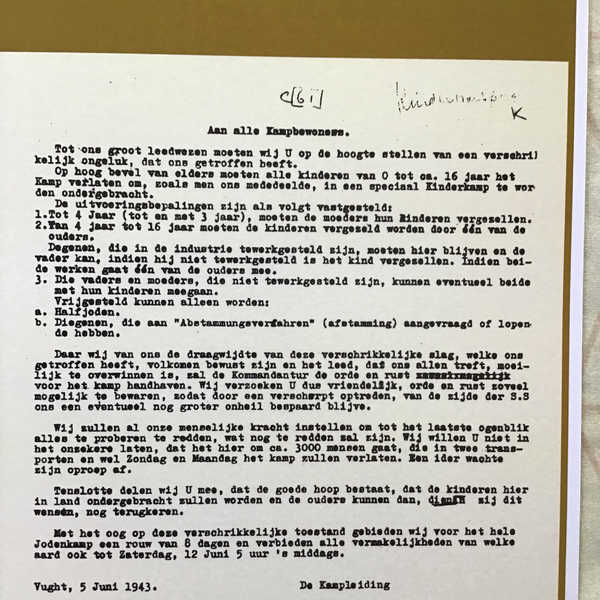 C[61]
K
Aan alle Kampbewoners.
Tot ons groot leedwezen moeten wij U op de hoogte stellen van een verschrik
kelijk ongeluk, dat ons getroffen heeft.
Op hoog bevel van elders moeten alle kinderen van 0 tot ca. 16 jaar het
Kamp verlaten om, zoals men ons mededeelde, in een speciaal Kinderkamp te wor
den ondergebracht.
De uitvoeringsbepalingen zijn als volgt vastgesteld:
1.Tot 4 Jaar (tot en met 3 jaar), moeten de moeders hun Kinderen vergezellen.
2.Van 4 jaar tot 16 jaar moeten de kinderen vergezeld worden door één van de
ouders.
Degenen, die in de industrie tewerkgesteld zijn, moeten hier blijven en de
vader kan, indien hij niet tewerkgesteld is het kind vergezellen. Indien bei-
de werken gaat één van de ouders mee.
3. Die vaders en moeders, die niet tewerkgesteld zijn, kunnen eventueel beide
met hun kinderen meegaan.
Vrijgesteld kunnen alleen worden:
a. Halfjoden.
b. Diegenen, die aan "Abstammungsverfahren" (afstamming) aangevraagd of lopen
de hebben.
Daar wij van ons de draagwijdte van deze verschrikkelijke slag, welke ons
getroffen heeft, volkomen bewust zijn en het leed, dat ons allen treft, moei-
lijk te overwinnen is, zal de Kommandantur de orde en rust
voor het kamp handhaven. Wij verzoeken U dus vriendelijk, orde en rust zoveel
mogelijk te bewaren, zodat door een verscherpt optreden, van de zijde der S.S
ons een eventueel nog groter onheil bespaard blijve.
Wij zullen al onze menselijke kracht instellen om tot het laatste ogenblik
alles te proberen te redden, wat nog te redden zal zijn. Wij willen U niet in
het onzekere laten, dat het hier om ca. 3000 mensen gaat, die in twee trans-
porten en wel Zondag en Maandag het kamp zullen verlaten. Een ider wachte
zijn oproep af.
Tenslotte delen wij U mee, dat de goede hoop bestaat, dat de kinderen hier
in land ondergebracht zullen worden en de ouders kunnen dan, zij dit
wensen, nog terugkeren.
Met het oog op deze verschrikkelijke toestand gebieden wij voor het hele
Jodenkamp een rouw van 8 dagen en verbieden alle vermakelijkheden van welke
aard ook tot Zaterdag, 12 Juni 5 uur 's middags.
Vught, 5 Juni 1943. De Kampleiding